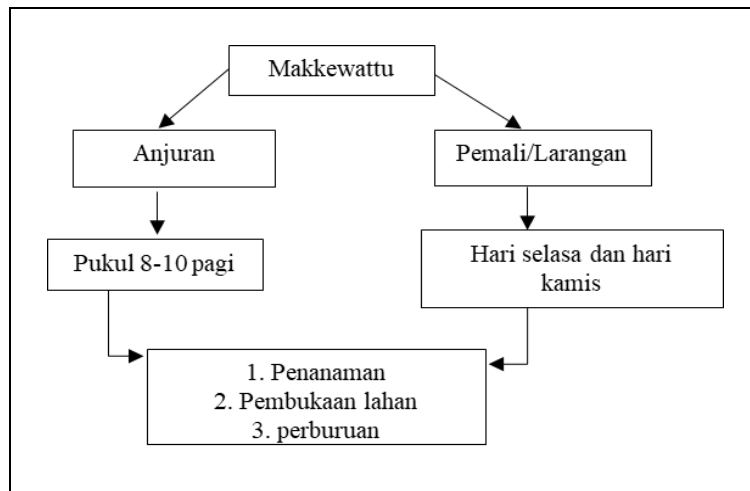 Makkewattu
Anjuran
Pemali/Larangan
Pukul 8-10 pagi
Hari selasa dan hari
kamis
1. Penanaman
2. Pembukaan lahan
3. perburuan